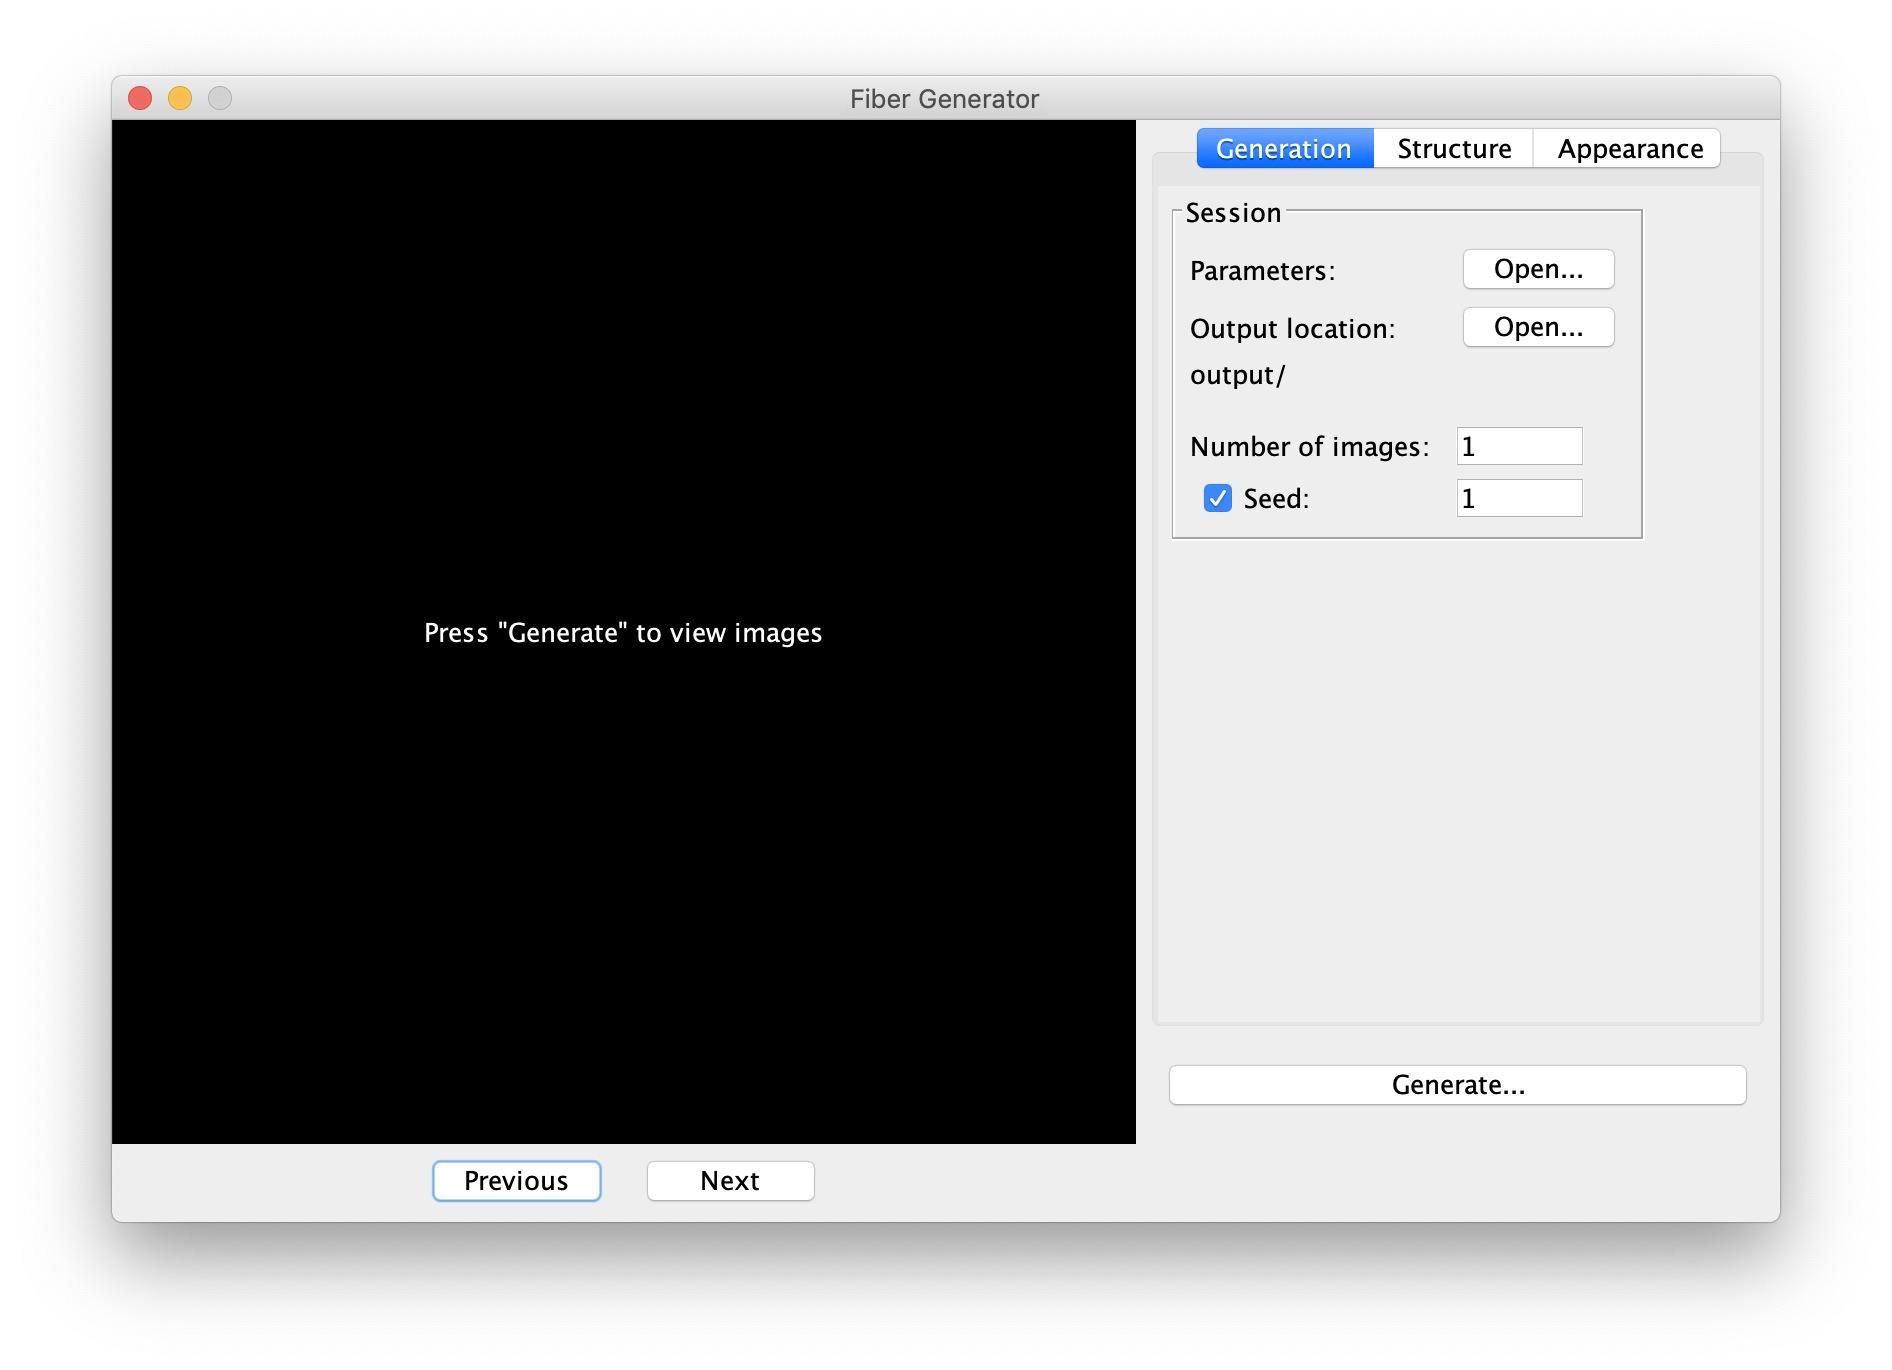 Fiber Generator
Generation Structure Appearance
Session
Parameters: Open...
Output location: Open...
output/
Number of images: 1
Seed: 1
Press "Generate" to view images
Generate...
Previous Next